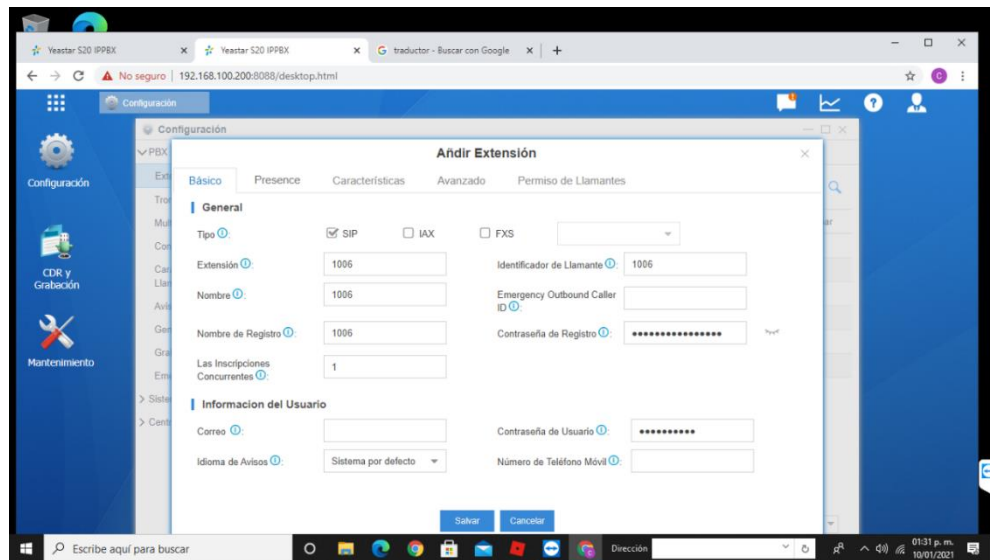 Yeastar S20 IPPBX
Yeastar S20 IPPBX
traductor - Buscar con Google
No seguro | 192.168.100.200:8088/desktop.html
Configuración
Configuración
PBX
Añdir Extensión
Configuración
Básico Presence Características Avanzado Permiso de Llamantes
General
Tipo: SIP IAX FXS
Extensión: 1006 Identificador de Llamante: 1006
CDR y
Grabación
Nombre: 1006 Emergency Outbound Caller
ID:
Nombre de Registro: 1006 Contraseña de Registro: ••••••••••••••••
Mantenimiento
Las Inscripciones
Concurrentes: 1
Informacion del Usuario
Correo: Contraseña de Usuario: ••••••••••
Idioma de Avisos: Sistema por defecto Número de Teléfono Móvil:
Salvar Cancelar
Escribe aquí para buscar
Dirección
01:31 p. m.
10/01/2021